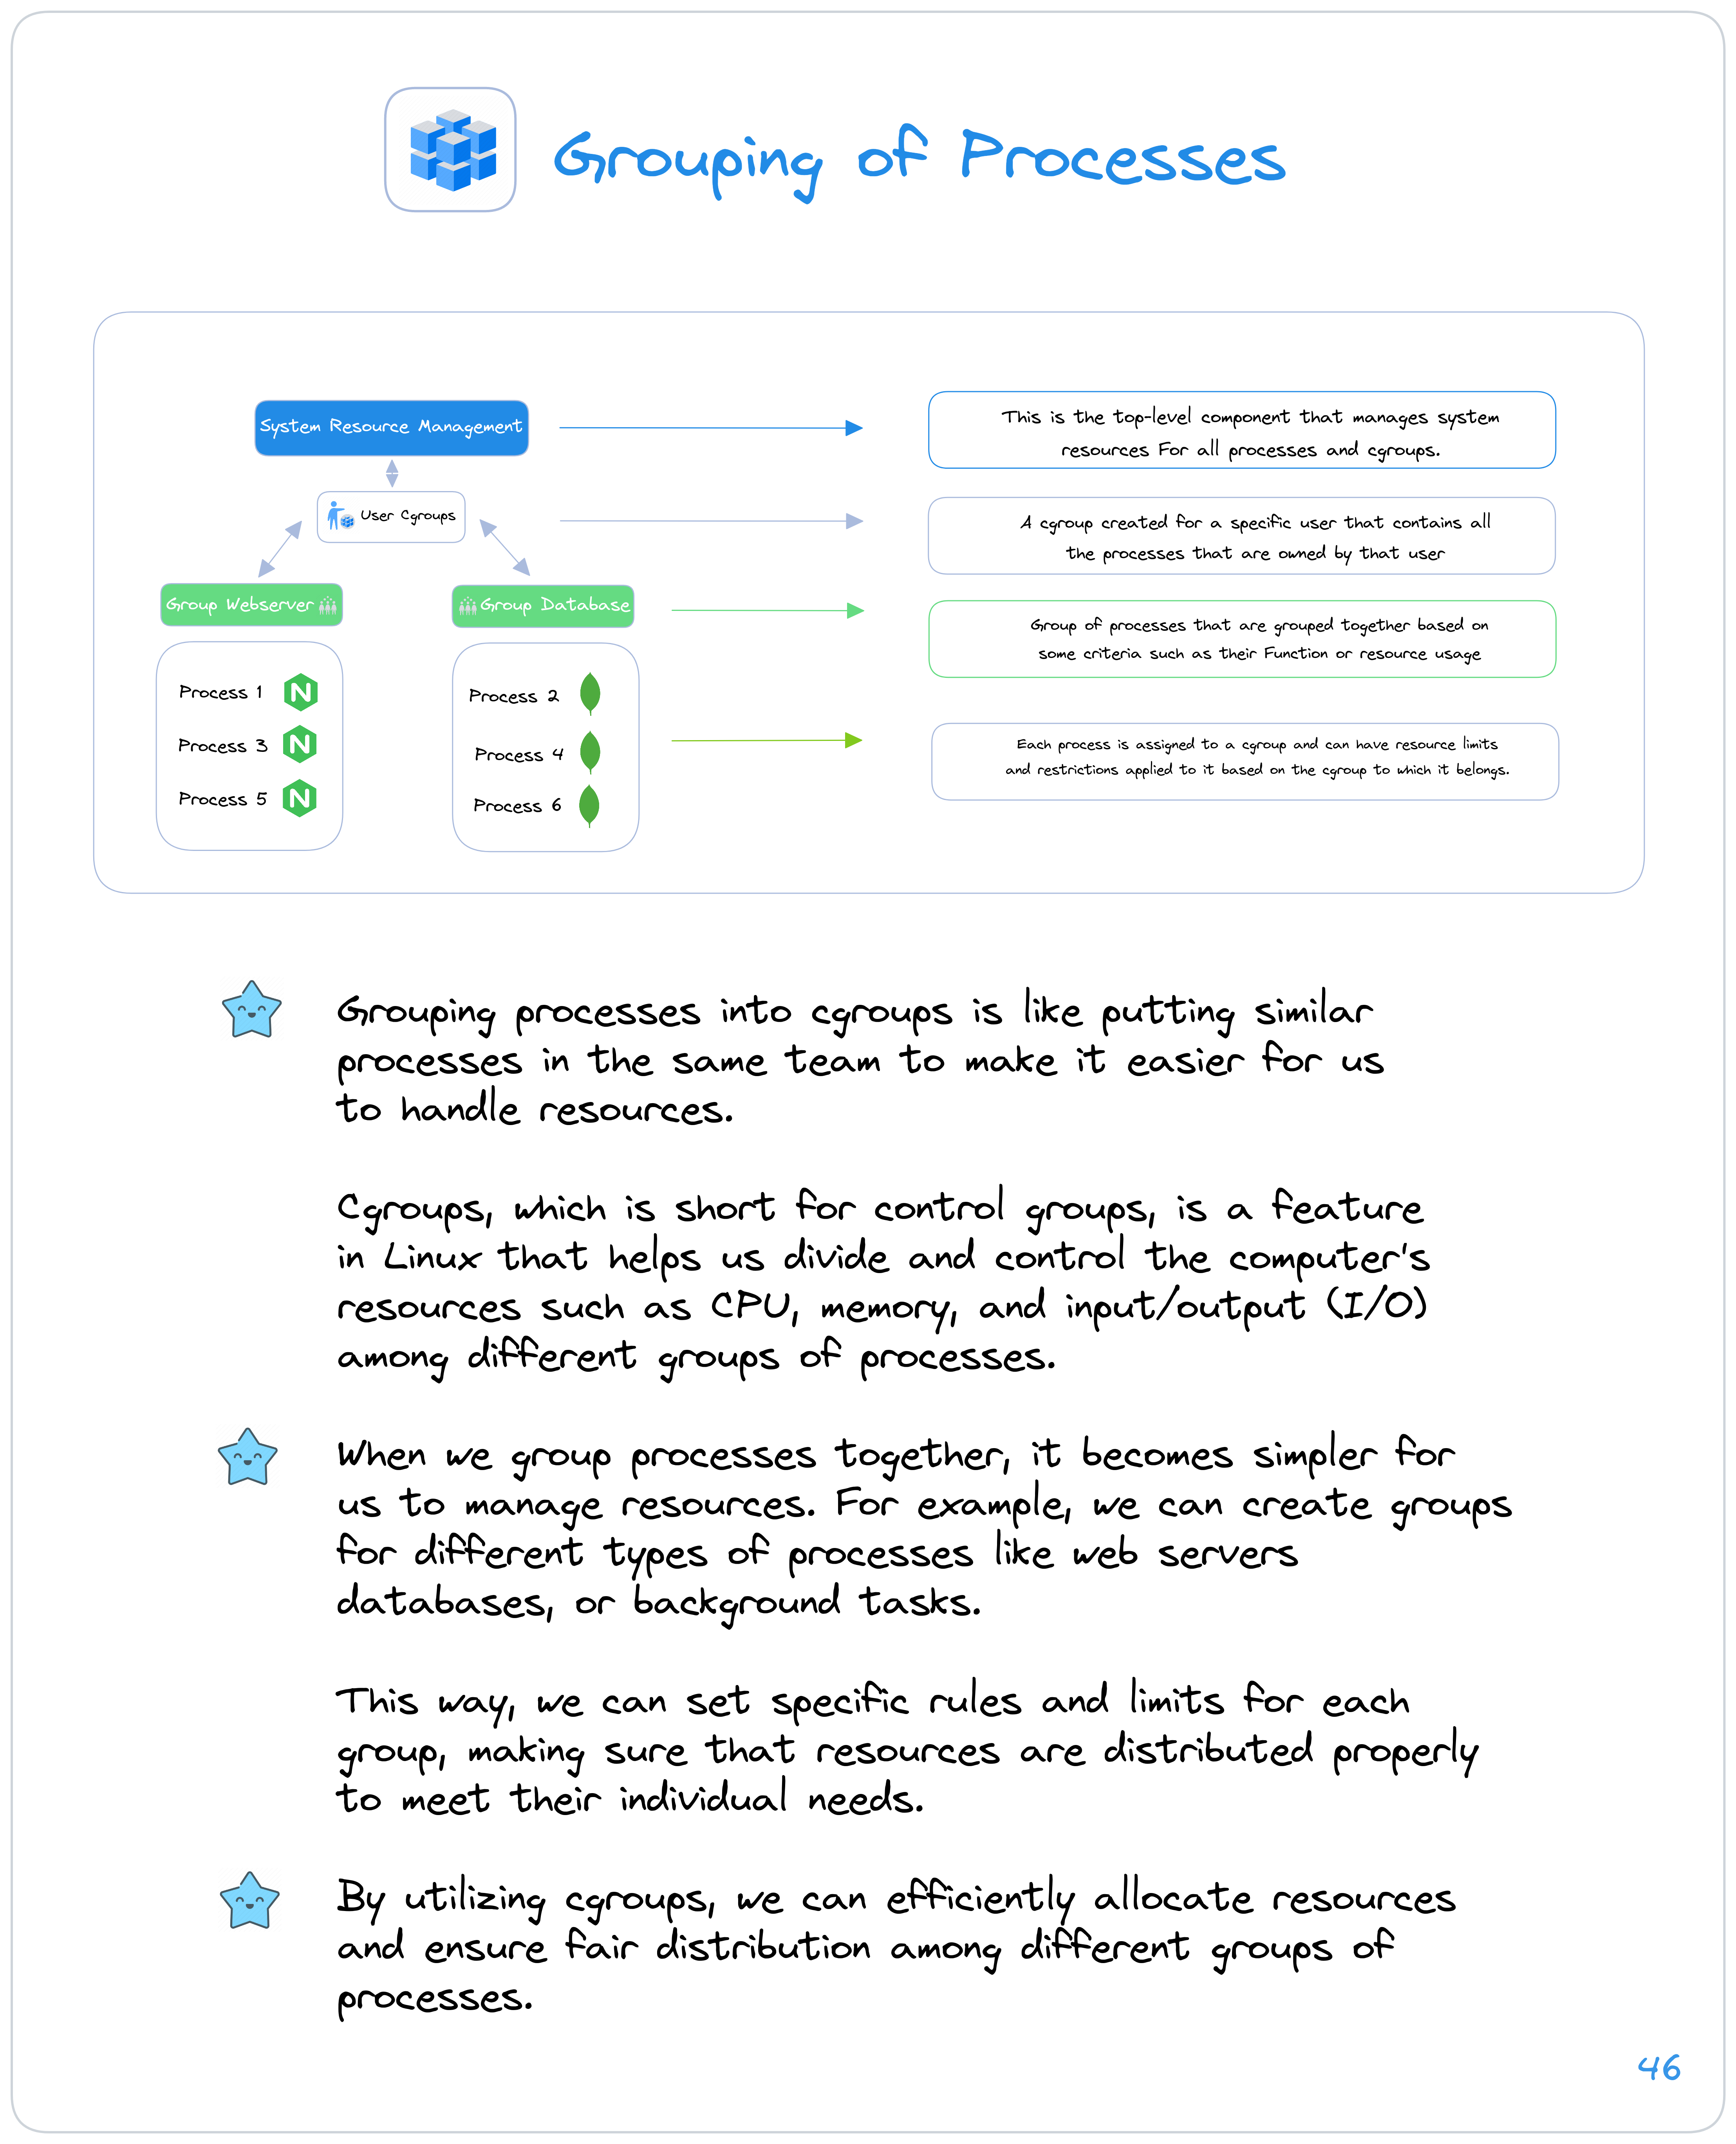 Grouping of Processes
System Resource Management
This is the top-level component that manages system
resources For all processes and cgroups.
User Cgroups
A cgroup created for a specific user that contains all
the processes that are owned by that user
Group Webserver
Group Database
Group of processes that are grouped together based on
some criteria such as their Function or resource usage
Process 1
N
Process 3
N
Process 5
N
Process 2
Process 4
Process 6
Each process is assigned to a cgroup and can have resource limits
and restrictions applied to it based on the cgroup to which it belongs.
Grouping processes into cgroups is like putting similar
processes in the same team to make it easier for us
to handle resources.
Cgroups, which is short for control groups, is a feature
in Linux that helps us divide and control the computer's
resources such as CPU, memory, and input/output (I/O)
among different groups of processes.
When we group processes together, it becomes simpler for
us to manage resources. For example, we can create groups
for different types of processes like web servers
databases, or background tasks.
This way, we can set specific rules and limits for each
group, making sure that resources are distributed properly
to meet their individual needs.
By utilizing cgroups, we can efficiently allocate resources
and ensure fair distribution among different groups of
processes.
46